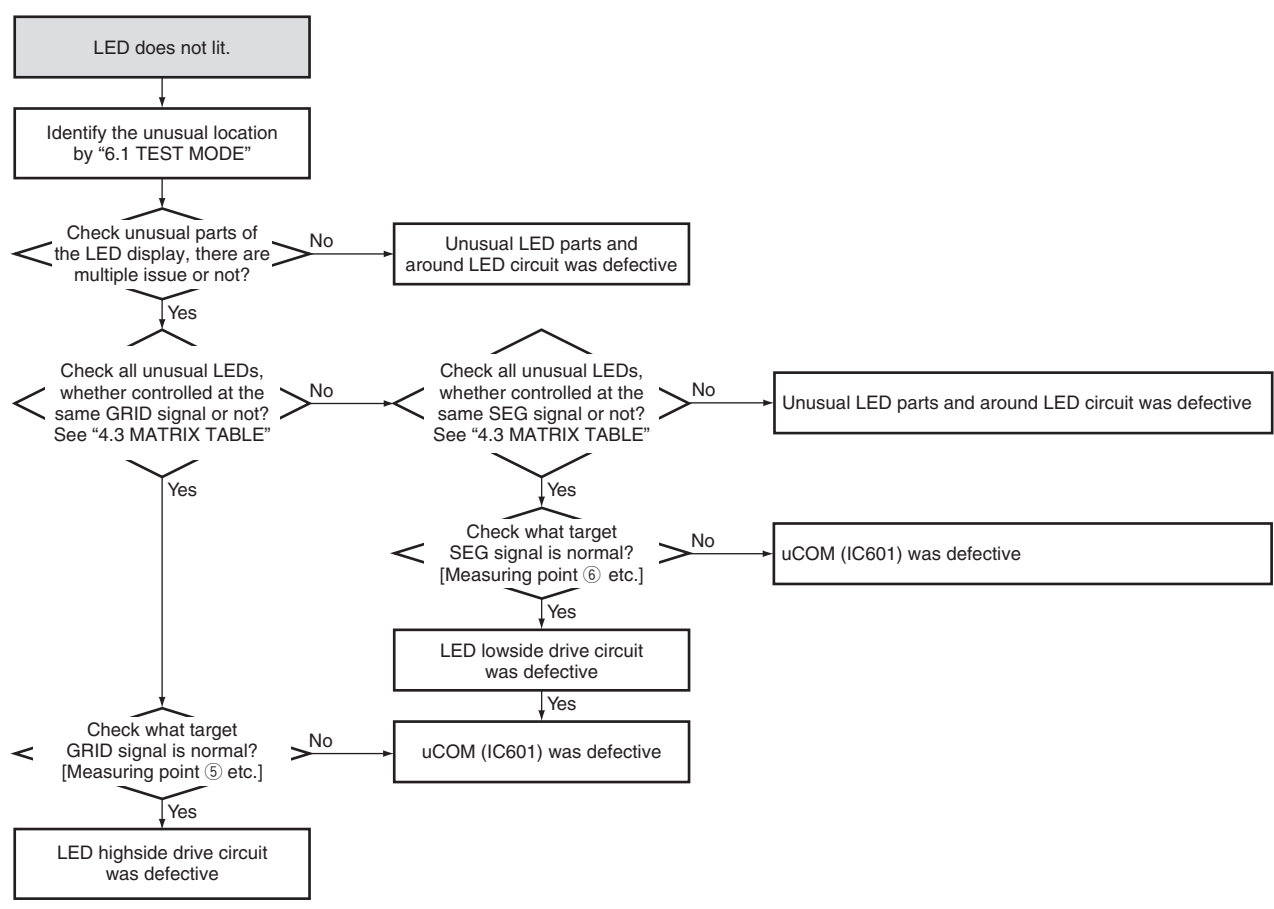 LED does not lit.
Identify the unusual location
by “6.1 TEST MODE”
Check unusual parts of
the LED display, there are
multiple issue or not?
No
Unusual LED parts and
around LED circuit was defective
Yes
Check all unusual LEDs,
whether controlled at the
same GRID signal or not?
See “4.3 MATRIX TABLE”
No
Check all unusual LEDs,
whether controlled at the
same SEG signal or not?
See “4.3 MATRIX TABLE”
No
Unusual LED parts and around LED circuit was defective
Yes
Yes
Check what target
SEG signal is normal?
[Measuring point ⑥ etc.]
No
uCOM (IC601) was defective
Yes
LED lowside drive circuit
was defective
Yes
Check what target
GRID signal is normal?
[Measuring point ⑤ etc.]
No
uCOM (IC601) was defective
Yes
LED highside drive circuit
was defective